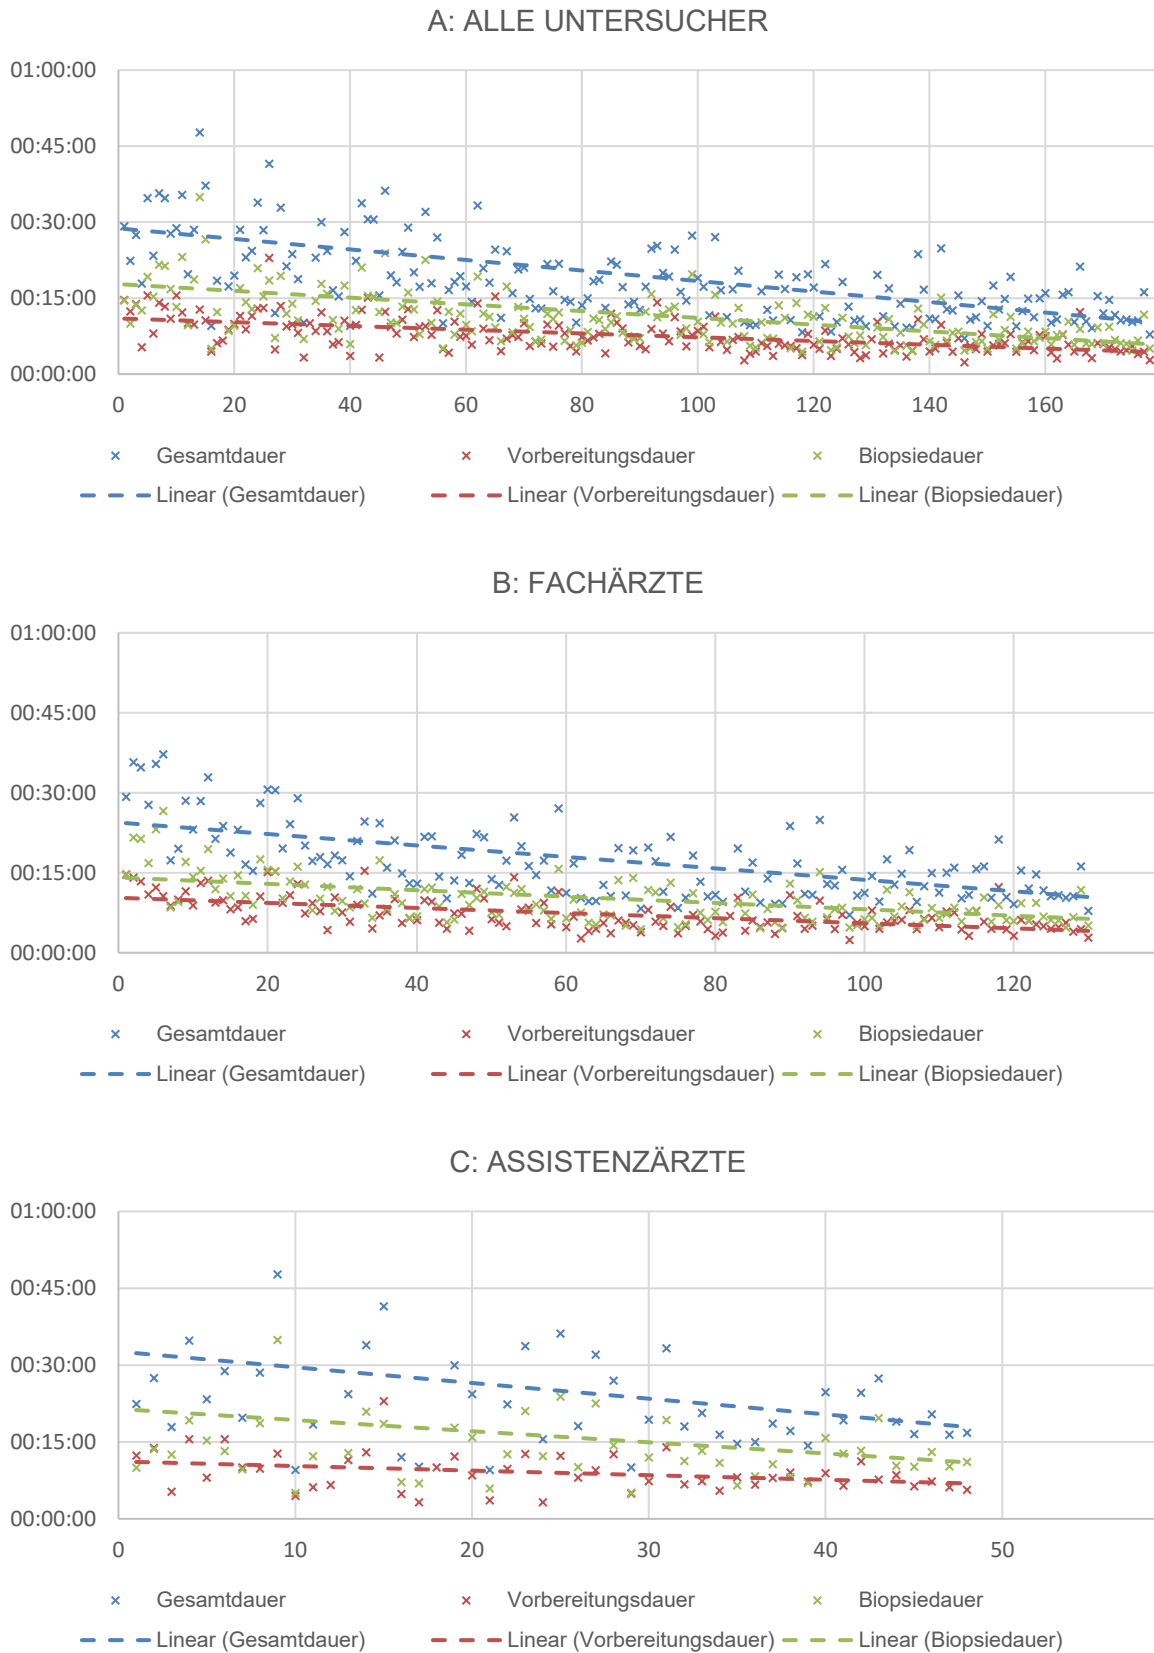 A: ALLE UNTERSUCHER
01:00:00
00:45:00
00:30:00
00:15:00
00:00:00
0 20 40 60 80 100 120 140 160
Gesamtdauer Vorbereitungsdauer Biopsiedauer
Linear (Gesamtdauer) Linear (Vorbereitungsdauer) Linear (Biopsiedauer)
B: FACHÄRZTE
01:00:00
00:45:00
00:30:00
00:15:00
00:00:00
0 20 40 60 80 100 120
Gesamtdauer Vorbereitungsdauer Biopsiedauer
Linear (Gesamtdauer) Linear (Vorbereitungsdauer) Linear (Biopsiedauer)
C: ASSISTENZÄRZTE
01:00:00
00:45:00
00:30:00
00:15:00
00:00:00
0 10 20 30 40 50
Gesamtdauer Vorbereitungsdauer Biopsiedauer
Linear (Gesamtdauer) Linear (Vorbereitungsdauer) Linear (Biopsiedauer)